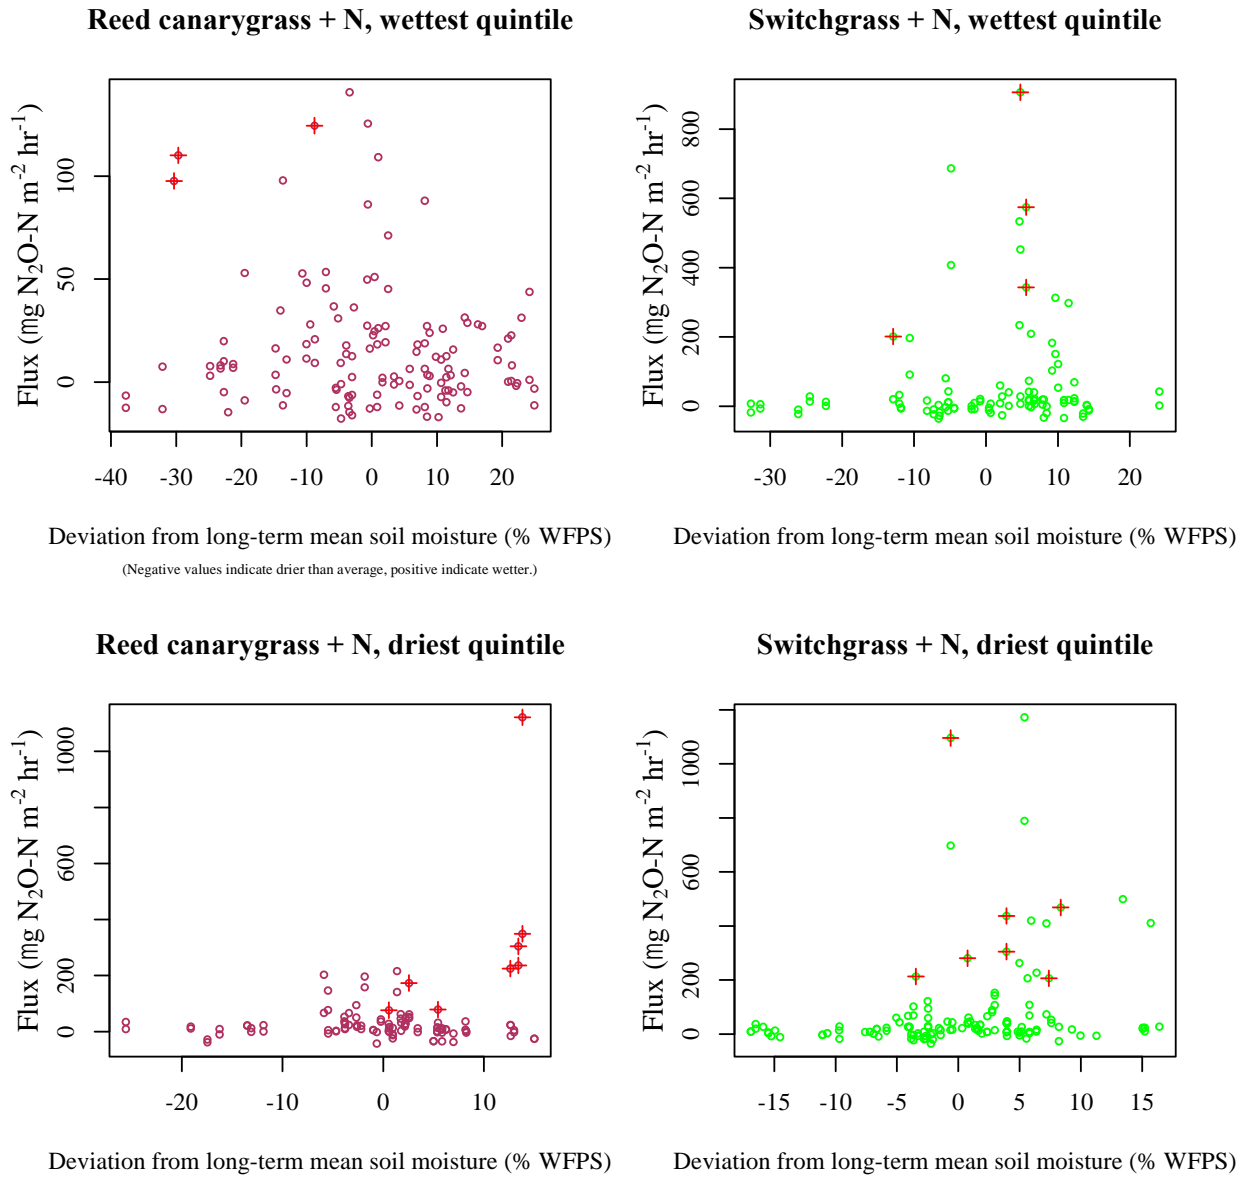 Reed canarygrass + N, wettest quintile
Flux (mg N₂O-N m⁻² hr⁻¹)
100
50
0
-40 -30 -20 -10 0 10 20
Deviation from long-term mean soil moisture (% WFPS)
(Negative values indicate drier than average, positive indicate wetter.)
Switchgrass + N, wettest quintile
Flux (mg N₂O-N m⁻² hr⁻¹)
800
600
400
200
0
-30 -20 -10 0 10 20
Deviation from long-term mean soil moisture (% WFPS)
Reed canarygrass + N, driest quintile
Flux (mg N₂O-N m⁻² hr⁻¹)
1000
600
200
0
-20 -10 0 10
Deviation from long-term mean soil moisture (% WFPS)
Switchgrass + N, driest quintile
Flux (mg N₂O-N m⁻² hr⁻¹)
1000
600
200
0
-15 -10 -5 0 5 10 15
Deviation from long-term mean soil moisture (% WFPS)